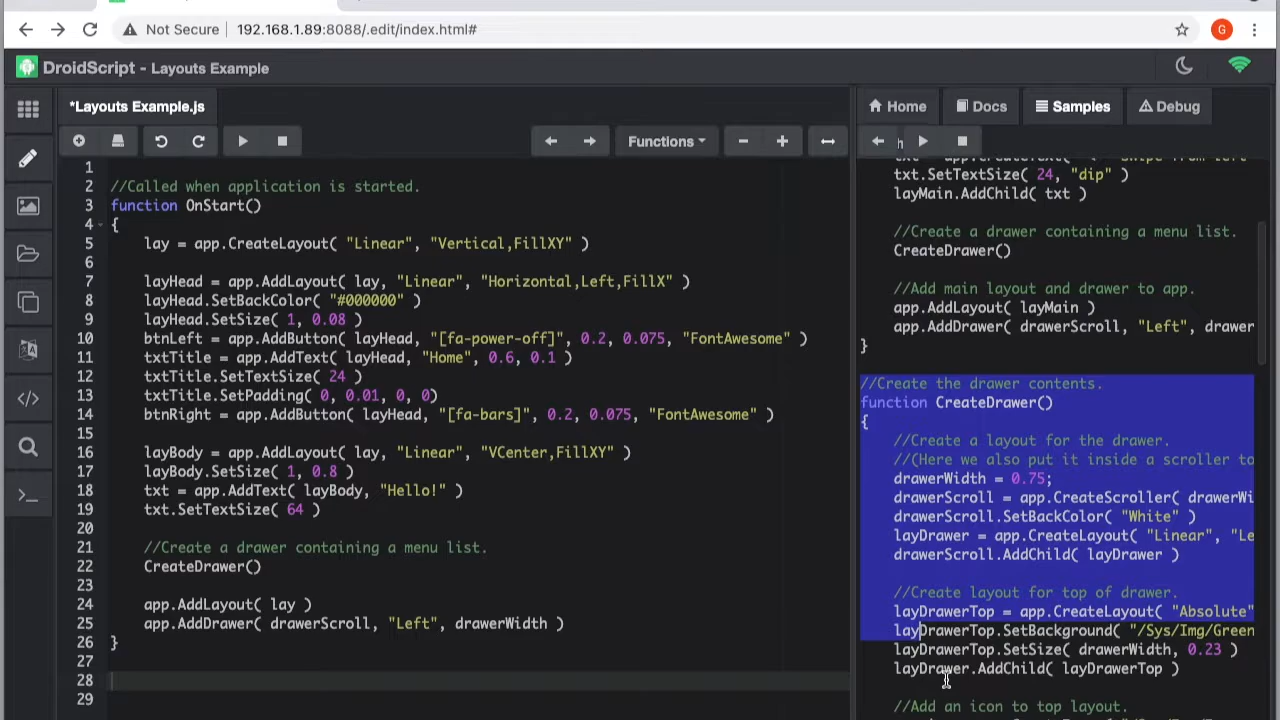 Not Secure 192.168.1.89:8088/.edit/index.html# G
DroidScript - Layouts Example
*Layouts Example.js
Home Docs Samples Debug
Functions
1
2 //Called when application is started.
3 function OnStart()
4 {
5 lay = app.CreateLayout( "Linear", "Vertical,FillXY" )
6
7 layHead = app.AddLayout( lay, "Linear", "Horizontal,Left,FillX" )
8 layHead.SetBackColor( "#000000" )
9 layHead.SetSize( 1, 0.08 )
10 btnLeft = app.AddButton( layHead, "[fa-power-off]", 0.2, 0.075, "FontAwesome" )
11 txtTitle = app.AddText( layHead, "Home", 0.6, 0.1 )
12 txtTitle.SetTextSize( 24 )
13 txtTitle.SetPadding( 0, 0.01, 0, 0)
14 btnRight = app.AddButton( layHead, "[fa-bars]", 0.2, 0.075, "FontAwesome" )
15
16 layBody = app.AddLayout( lay, "Linear", "VCenter,FillXY" )
17 layBody.SetSize( 1, 0.8 )
18 txt = app.AddText( layBody, "Hello!" )
19 txt.SetTextSize( 64 )
20
21 //Create a drawer containing a menu list.
22 CreateDrawer()
23
24 app.AddLayout( lay )
25 app.AddDrawer( drawerScroll, "Left", drawerWidth )
26 }
27
28
29
txt.SetTextSize( 24, "dip" )
layMain.AddChild( txt )
//Create a drawer containing a menu list.
CreateDrawer()
//Add main layout and drawer to app.
app.AddLayout( layMain )
app.AddDrawer( drawerScroll, "Left", drawer
}
//Create the drawer contents.
function CreateDrawer()
{
//Create a layout for the drawer.
//(Here we also put it inside a scroller to
drawerWidth = 0.75;
drawerScroll = app.CreateScroller( drawerWi
drawerScroll.SetBackColor( "White" )
layDrawer = app.CreateLayout( "Linear", "Le
drawerScroll.AddChild( layDrawer )
//Create layout for top of drawer.
layDrawerTop = app.CreateLayout( "Absolute"
layDrawerTop.SetBackground( "/Sys/Img/Green
layDrawerTop.SetSize( drawerWidth, 0.23 )
layDrawer.AddChild( layDrawerTop )
//Add an icon to top layout.